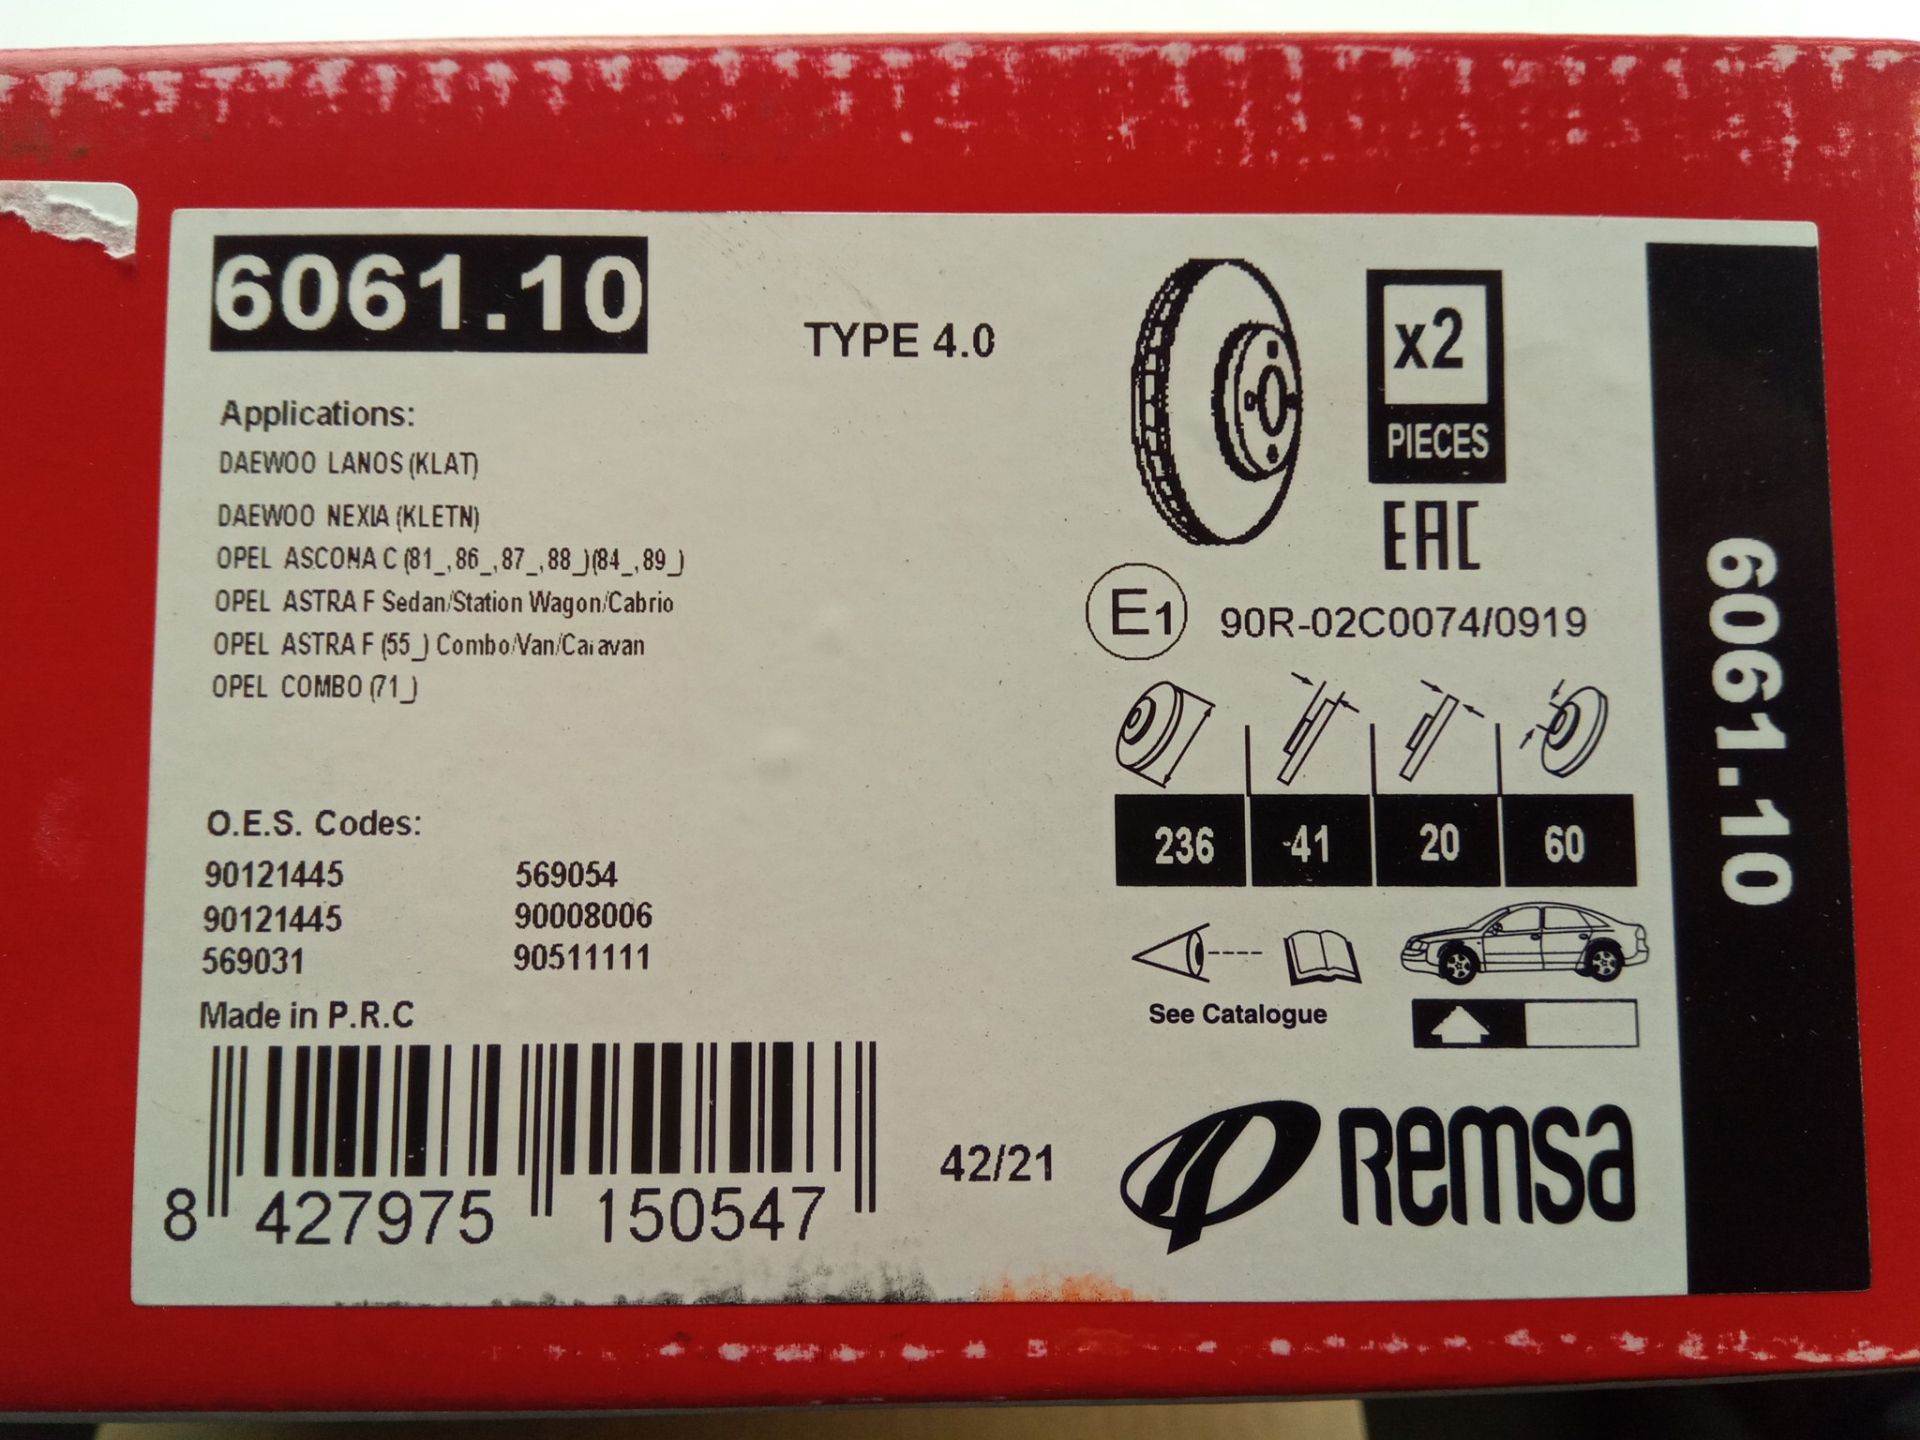 6061.10
TYPE 4.0
x2
PIECES
EAC
Applications:
DAEWOO LANOS (KLAT)
DAEWOO NEXIA (KLETN)
OPEL ASCONA C (81_,86_,87_,88_)(84_,89_)
OPEL ASTRA F Sedan/Station Wagon/Cabrio
OPEL ASTRA F (55_) Combo/Van/Caravan
OPEL COMBO (71_)
E1 90R-02C0074/0919
236 41 20 60
O.E.S. Codes:
90121445 569054
90121445 90008006
569031 90511111
Made in P.R.C
See Catalogue
8 427975 150547
42/21
REMSA
6061.10